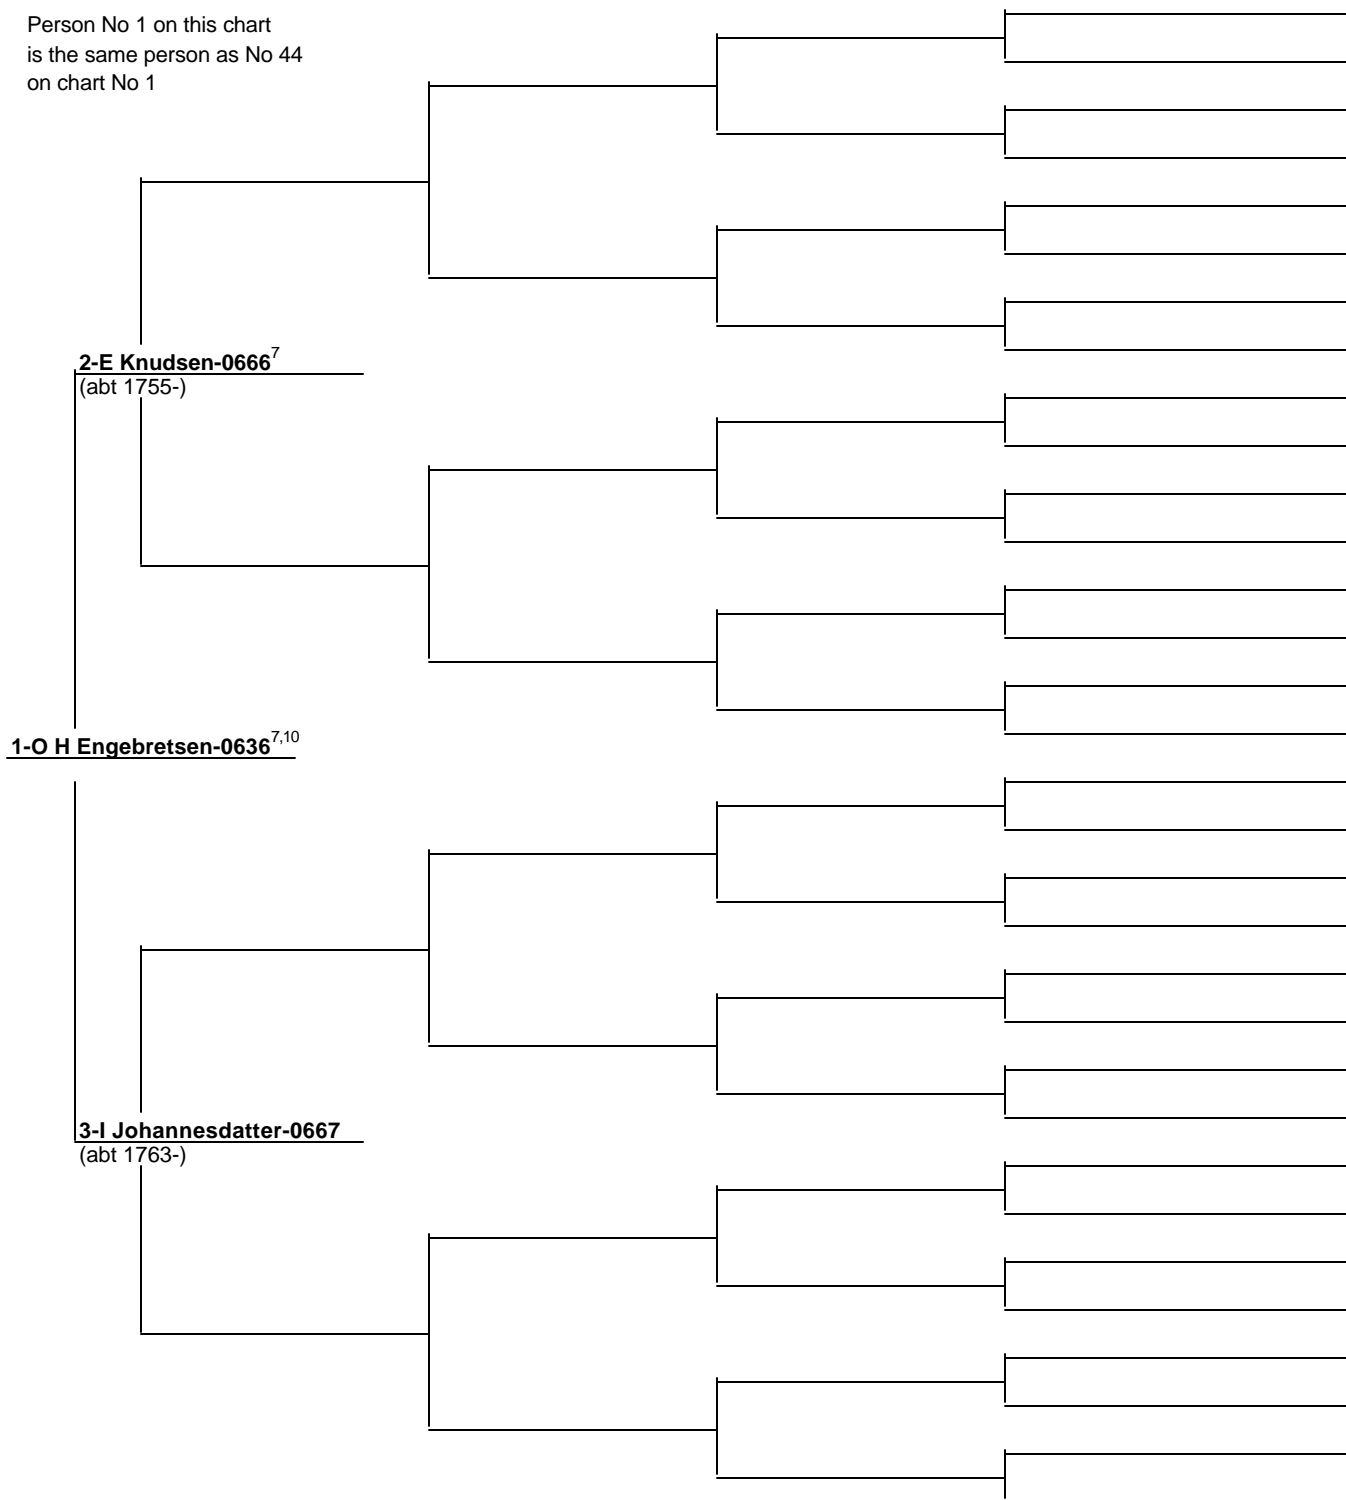 Person No 1 on this chart
is the same person as No 44
on chart No 1
2-E Knudsen-0666⁷
(abt 1755-)
1-O H Engebretsen-0636⁷,¹⁰
3-I Johannesdatter-0667
(abt 1763-)